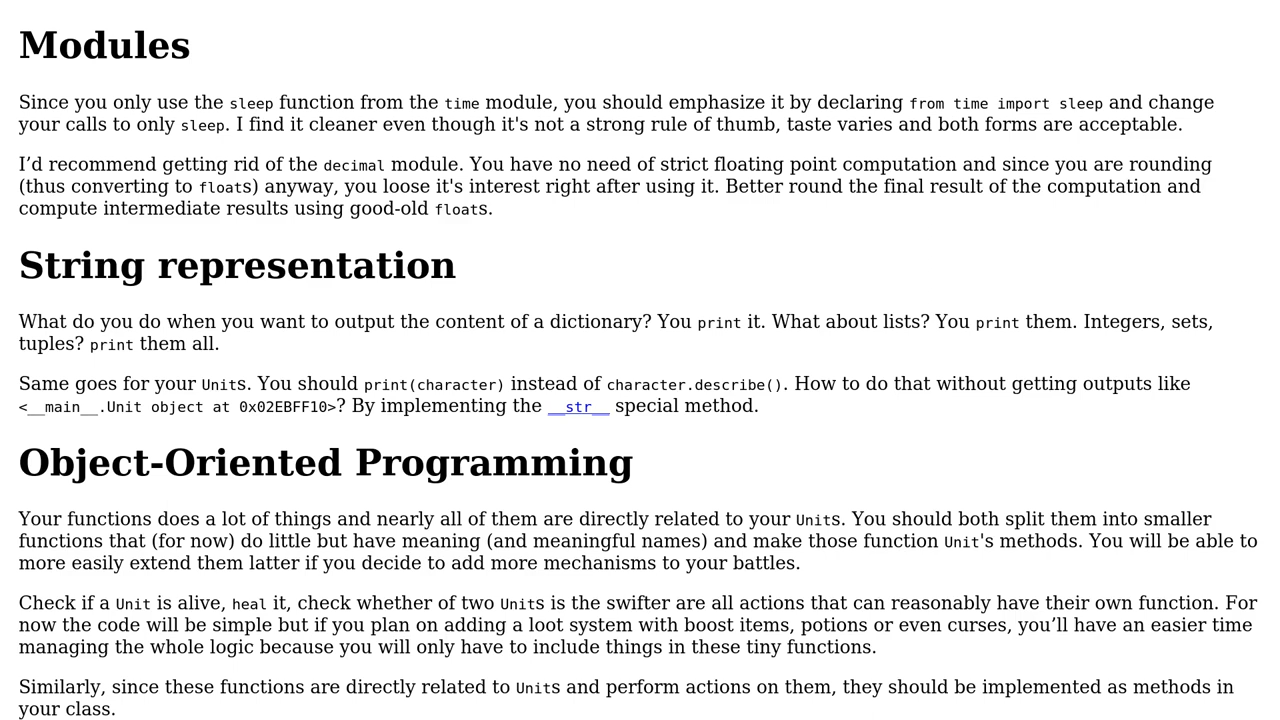 Modules
Since you only use the sleep function from the time module, you should emphasize it by declaring from time import sleep and change
your calls to only sleep. I find it cleaner even though it's not a strong rule of thumb, taste varies and both forms are acceptable.
I’d recommend getting rid of the decimal module. You have no need of strict floating point computation and since you are rounding
(thus converting to floats) anyway, you loose it's interest right after using it. Better round the final result of the computation and
compute intermediate results using good-old floats.
String representation
What do you do when you want to output the content of a dictionary? You print it. What about lists? You print them. Integers, sets,
tuples? print them all.
Same goes for your Units. You should print(character) instead of character.describe(). How to do that without getting outputs like
<__main__.Unit object at 0x02EBFF10>? By implementing the __str__ special method.
Object-Oriented Programming
Your functions does a lot of things and nearly all of them are directly related to your Units. You should both split them into smaller
functions that (for now) do little but have meaning (and meaningful names) and make those function Unit's methods. You will be able to
more easily extend them latter if you decide to add more mechanisms to your battles.
Check if a Unit is alive, heal it, check whether of two Units is the swifter are all actions that can reasonably have their own function. For
now the code will be simple but if you plan on adding a loot system with boost items, potions or even curses, you’ll have an easier time
managing the whole logic because you will only have to include things in these tiny functions.
Similarly, since these functions are directly related to Units and perform actions on them, they should be implemented as methods in
your class.